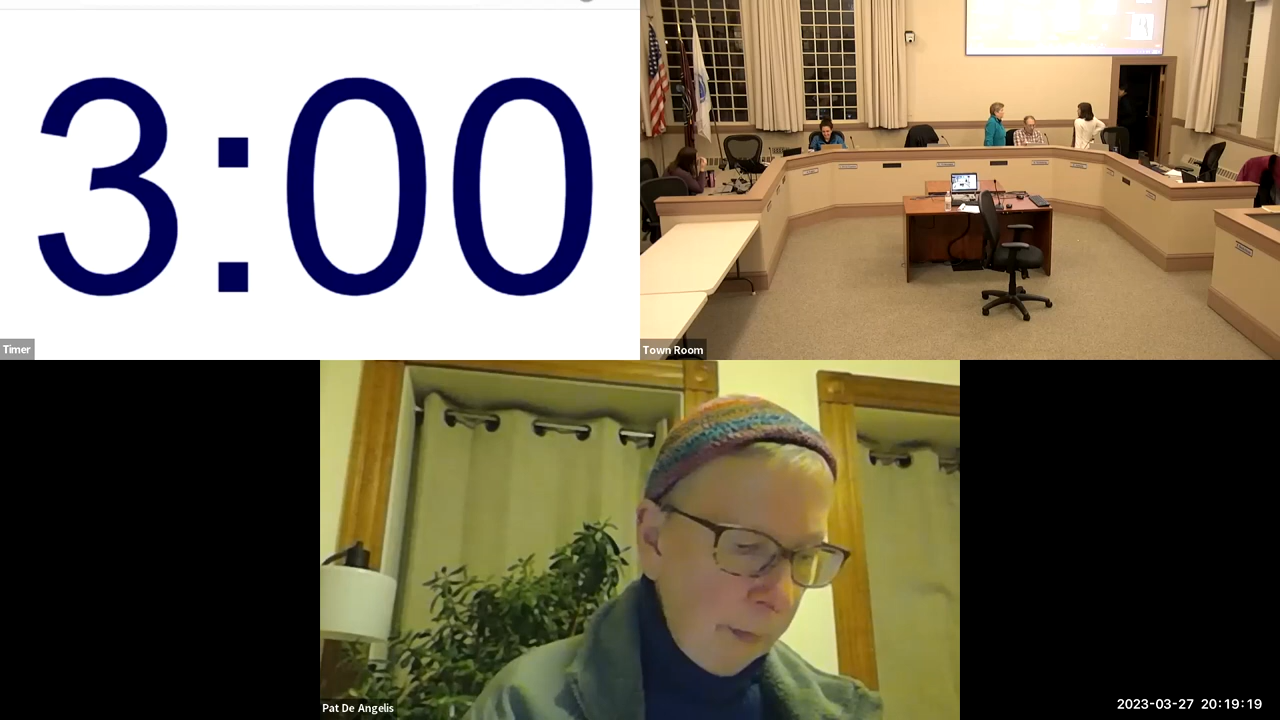 3:00
Timer
Town Room
Pat De Angelis
2023-03-27 20:19:19